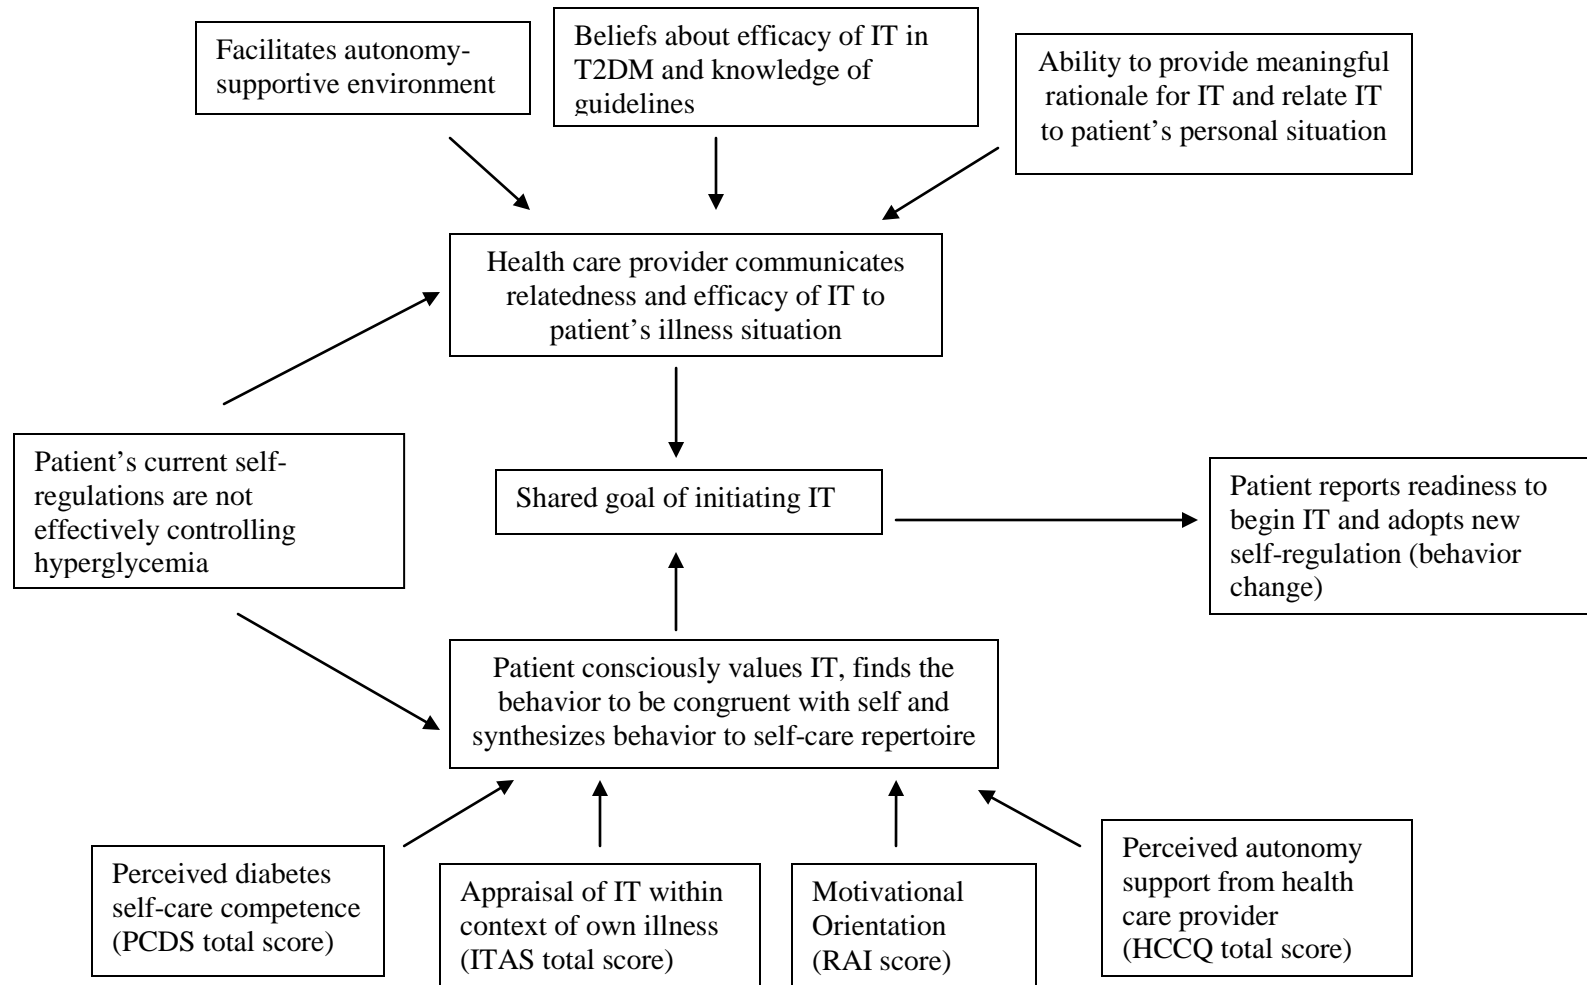 Facilitates autonomy-
supportive environment
Beliefs about efficacy of IT in
T2DM and knowledge of
guidelines
Ability to provide meaningful
rationale for IT and relate IT
to patient’s personal situation
Health care provider communicates
relatedness and efficacy of IT to
patient’s illness situation
Patient’s current self-
regulations are not
effectively controlling
hyperglycemia
Shared goal of initiating IT
Patient reports readiness to
begin IT and adopts new
self-regulation (behavior
change)
Patient consciously values IT, finds the
behavior to be congruent with self and
synthesizes behavior to self-care repertoire
Perceived diabetes
self-care competence
(PCDS total score)
Appraisal of IT within
context of own illness
(ITAS total score)
Motivational
Orientation
(RAI score)
Perceived autonomy
support from health
care provider
(HCCQ total score)